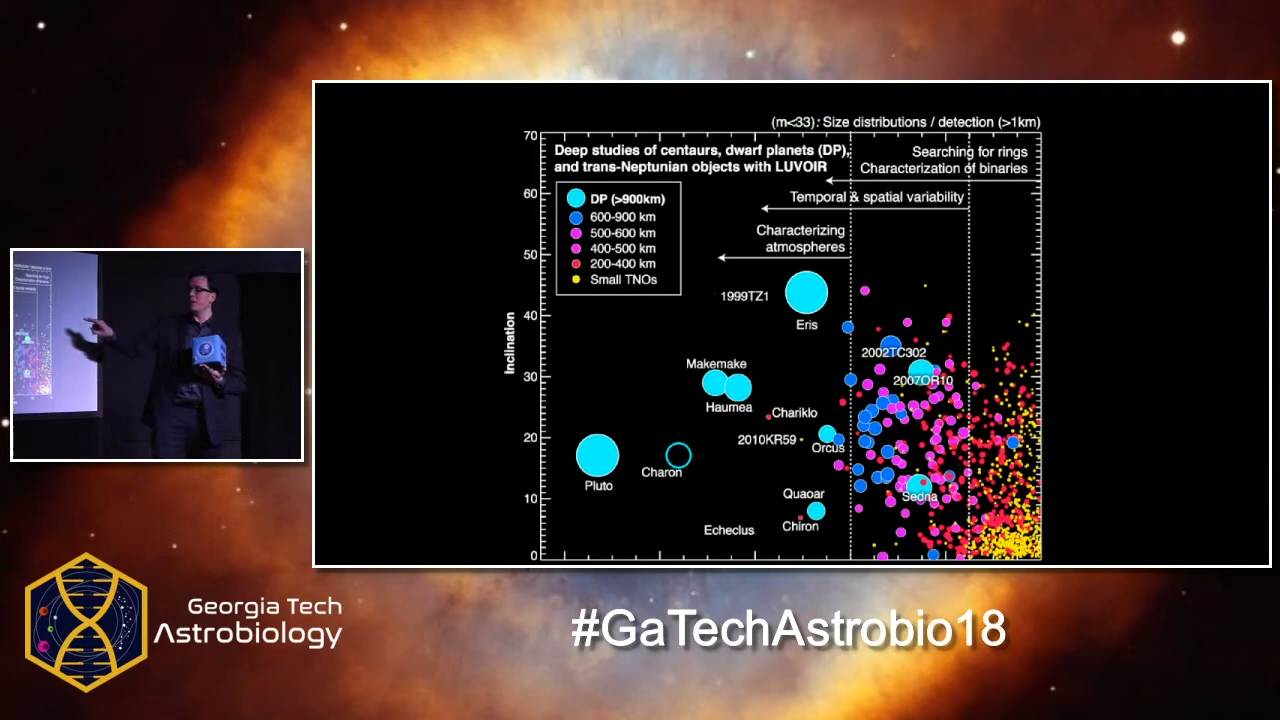 (m<33): Size distributions / detection (>1km)
70
Deep studies of centaurs, dwarf planets (DP),
and trans-Neptunian objects with LUVOIR
Searching for rings
Characterization of binaries
DP (>900km)
600-900 km
500-600 km
400-500 km
200-400 km
Small TNOs
60
Temporal & spatial variability
Characterizing
atmospheres
50
1999TZ1
Eris
40
Inclination
2002TC302
Makemake
30
2007OR10
Haumea
Chariklo
20
2010KR59
Orcus
Charon
Pluto
Sedna
10
Quaoar
Chiron
Echeclus
0
Georgia Tech
Astrobiology
#GaTechAstrobio18